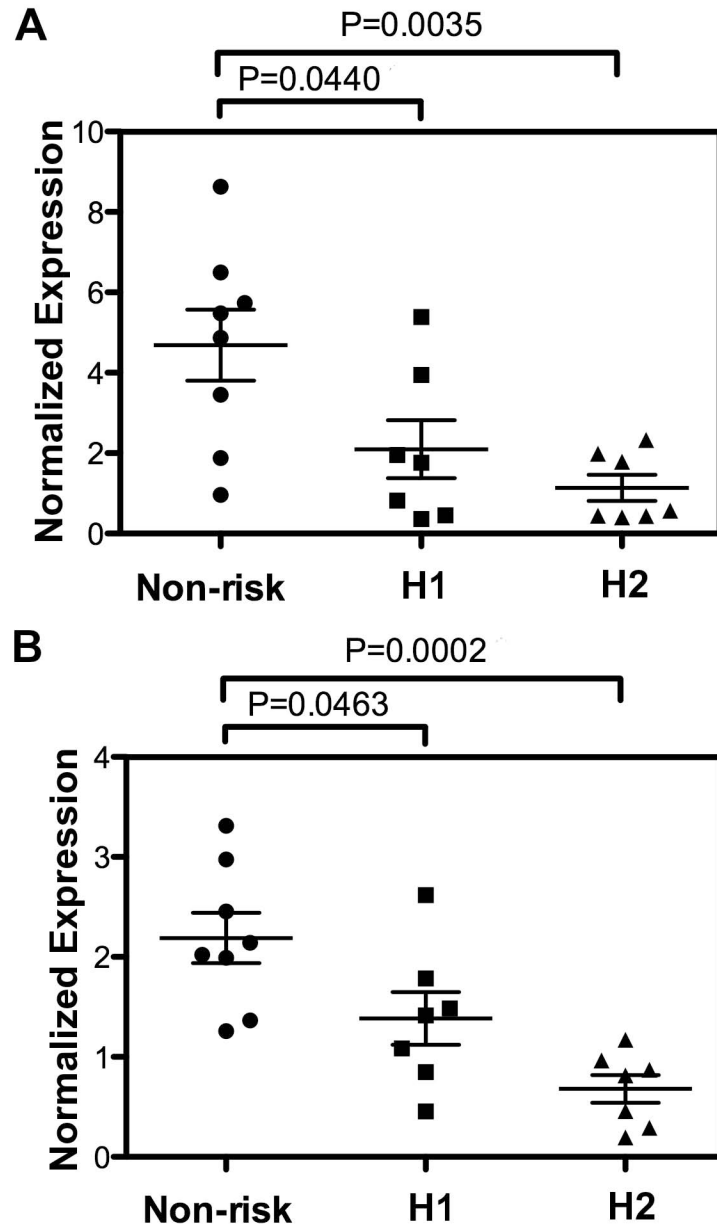 A
P=0.0035
P=0.0440
Normalized Expression
10
8
6
4
2
0
Non-risk H1 H2
B
P=0.0002
P=0.0463
Normalized Expression
4
3
2
1
0
Non-risk H1 H2